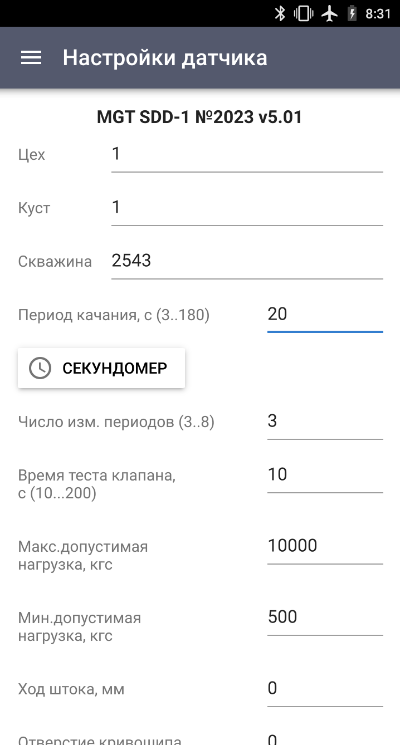 8:31
Настройки датчика
MGT SDD-1 №2023 v5.01
Цех 1
Куст 1
Скважина 2543
Период качания, с (3..180) 20
СЕКУНДОМЕР
Число изм. периодов (3..8) 3
Время теста клапана, 10
с (10...200)
Макс.допустимая 10000
нагрузка, кгс
Мин.допустимая 500
нагрузка, кгс
Ход штока, мм 0
Отверстие кривошипа 0